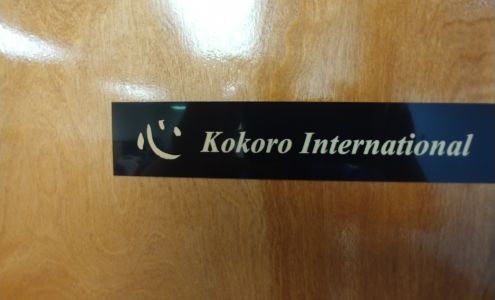 心 Kokoro International